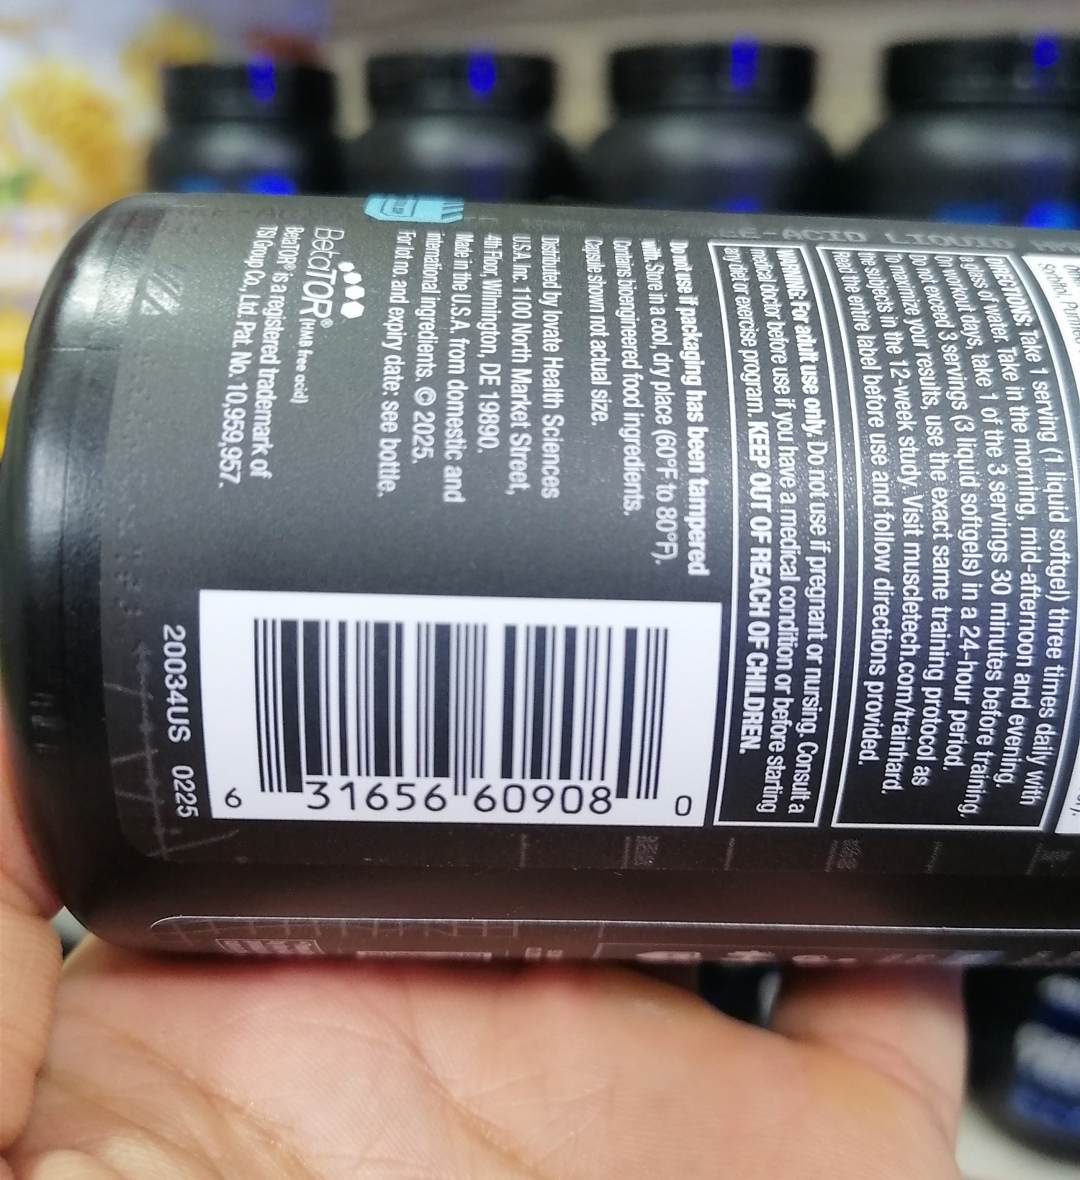 DIRECTIONS: Take 1 serving (1 liquid softgel) three times daily with
a glass of water. Take in the morning, mid-afternoon and evening.
On workout days, take 1 of the 3 servings 30 minutes before training.
Do not exceed 3 servings (3 liquid softgels) in a 24-hour period.
To maximize your results, use the exact same training protocol as
the subjects in the 12-week study. Visit muscletech.com/trainhard.
Read the entire label before use and follow directions provided.
WARNING: For adult use only. Do not use if pregnant or nursing. Consult a
medical doctor before use if you have a medical condition or before starting
any diet or exercise program. KEEP OUT OF REACH OF CHILDREN.
Do not use if packaging has been tampered
with. Store in a cool, dry place (60°F to 80°F).
Contains bioengineered food ingredients.
Capsule shown not actual size.
Distributed by Iovate Health Sciences
U.S.A. Inc. 1100 North Market Street,
4th Floor, Wilmington, DE 19890.
Made in the U.S.A. from domestic and
international ingredients. © 2025.
For lot no. and expiry date: see bottle.
BetaTOR® (HMB free acid)
BetaTOR® is a registered trademark of
TSI Group Co., Ltd. Pat. No. 10,959,957.
6 31656 60908 0
20034US 0225